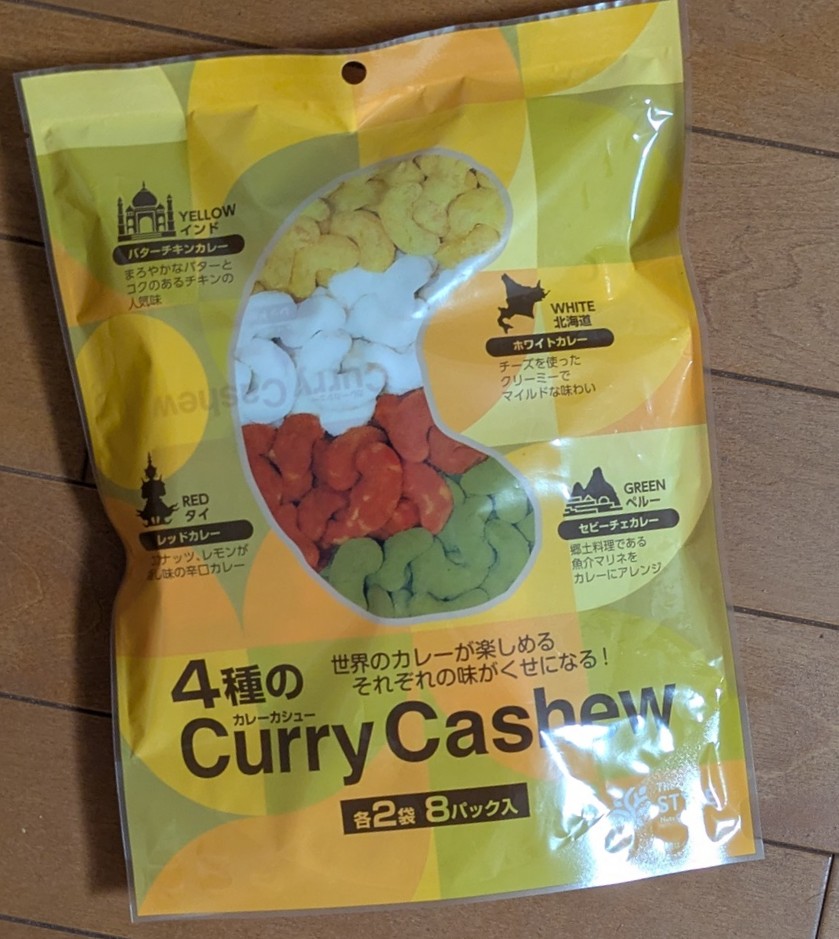 YELLOW
インド
バターチキンカレー
まろやかなバターと
コクのあるチキンの
人気味
WHITE
北海道
ホワイトカレー
チーズを使った
クリーミーで
マイルドな味わい
RED
タイ
レッドカレー
ココナッツ、レモンが
味の辛口カレー
GREEN
ペルー
セビーチェカレー
郷土料理である
魚介マリネを
カレーにアレンジ
世界のカレーが楽しめる
それぞれの味がくせになる!
4種の
カレーカシュー
Curry Cashew
各2袋 8パック入
The